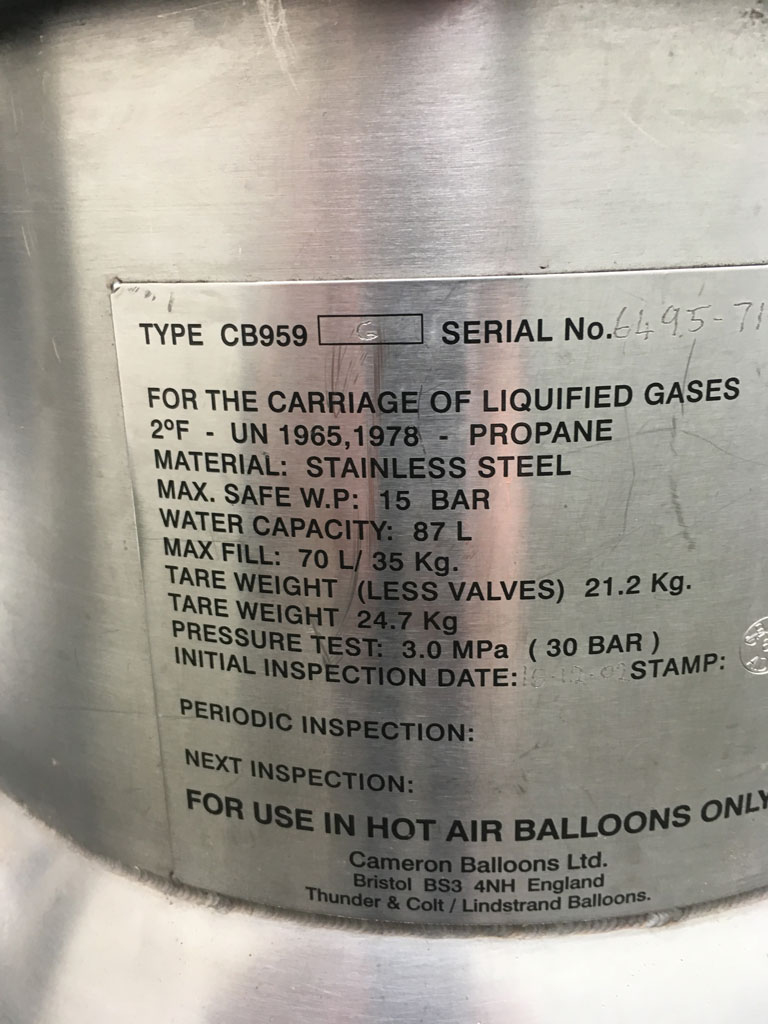 TYPE CB959 G SERIAL No. 6495-71
FOR THE CARRIAGE OF LIQUIFIED GASES
2ºF - UN 1965,1978 - PROPANE
MATERIAL: STAINLESS STEEL
MAX. SAFE W.P: 15 BAR
WATER CAPACITY: 87 L
MAX FILL: 70 L/ 35 Kg.
TARE WEIGHT (LESS VALVES) 21.2 Kg.
TARE WEIGHT 24.7 Kg
PRESSURE TEST: 3.0 MPa ( 30 BAR )
INITIAL INSPECTION DATE: STAMP:
PERIODIC INSPECTION:
NEXT INSPECTION:
FOR USE IN HOT AIR BALLOONS ONLY
Cameron Balloons Ltd.
Bristol BS3 4NH England
Thunder & Colt / Lindstrand Balloons.